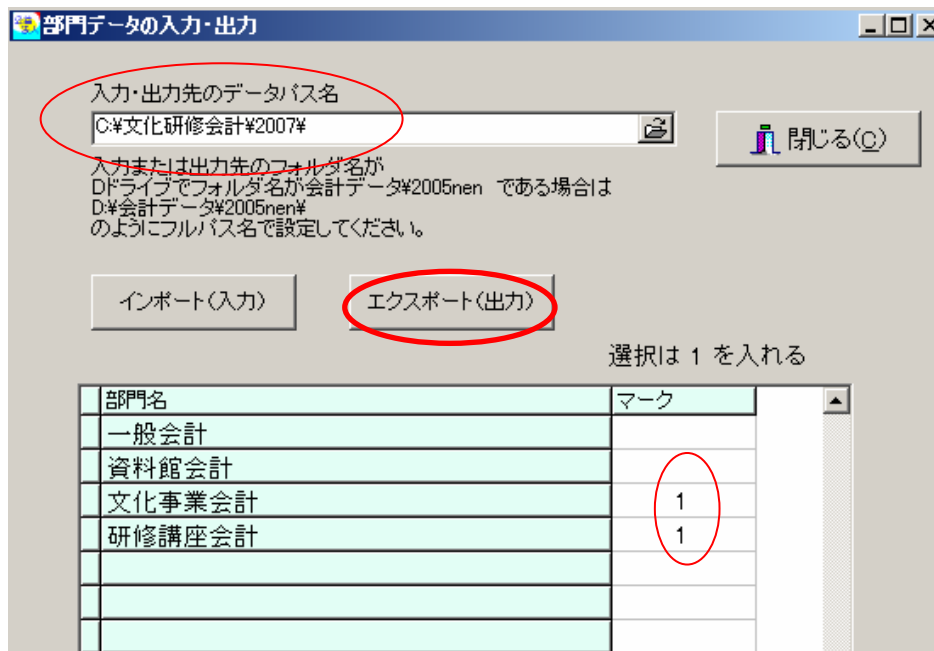 部門データの入力・出力
入力・出力先のデータパス名
C:¥文化研修会計¥2007¥
閉じる(C)
入力または出力先のフォルダ名が
Dドライブでフォルダ名が会計データ¥2005nen である場合は
D:¥会計データ¥2005nen¥
のようにフルパス名で設定してください。
インポート(入力)
エクスポート(出力)
選択は 1 を入れる
部門名 マーク
一般会計
資料館会計
文化事業会計 1
研修講座会計 1